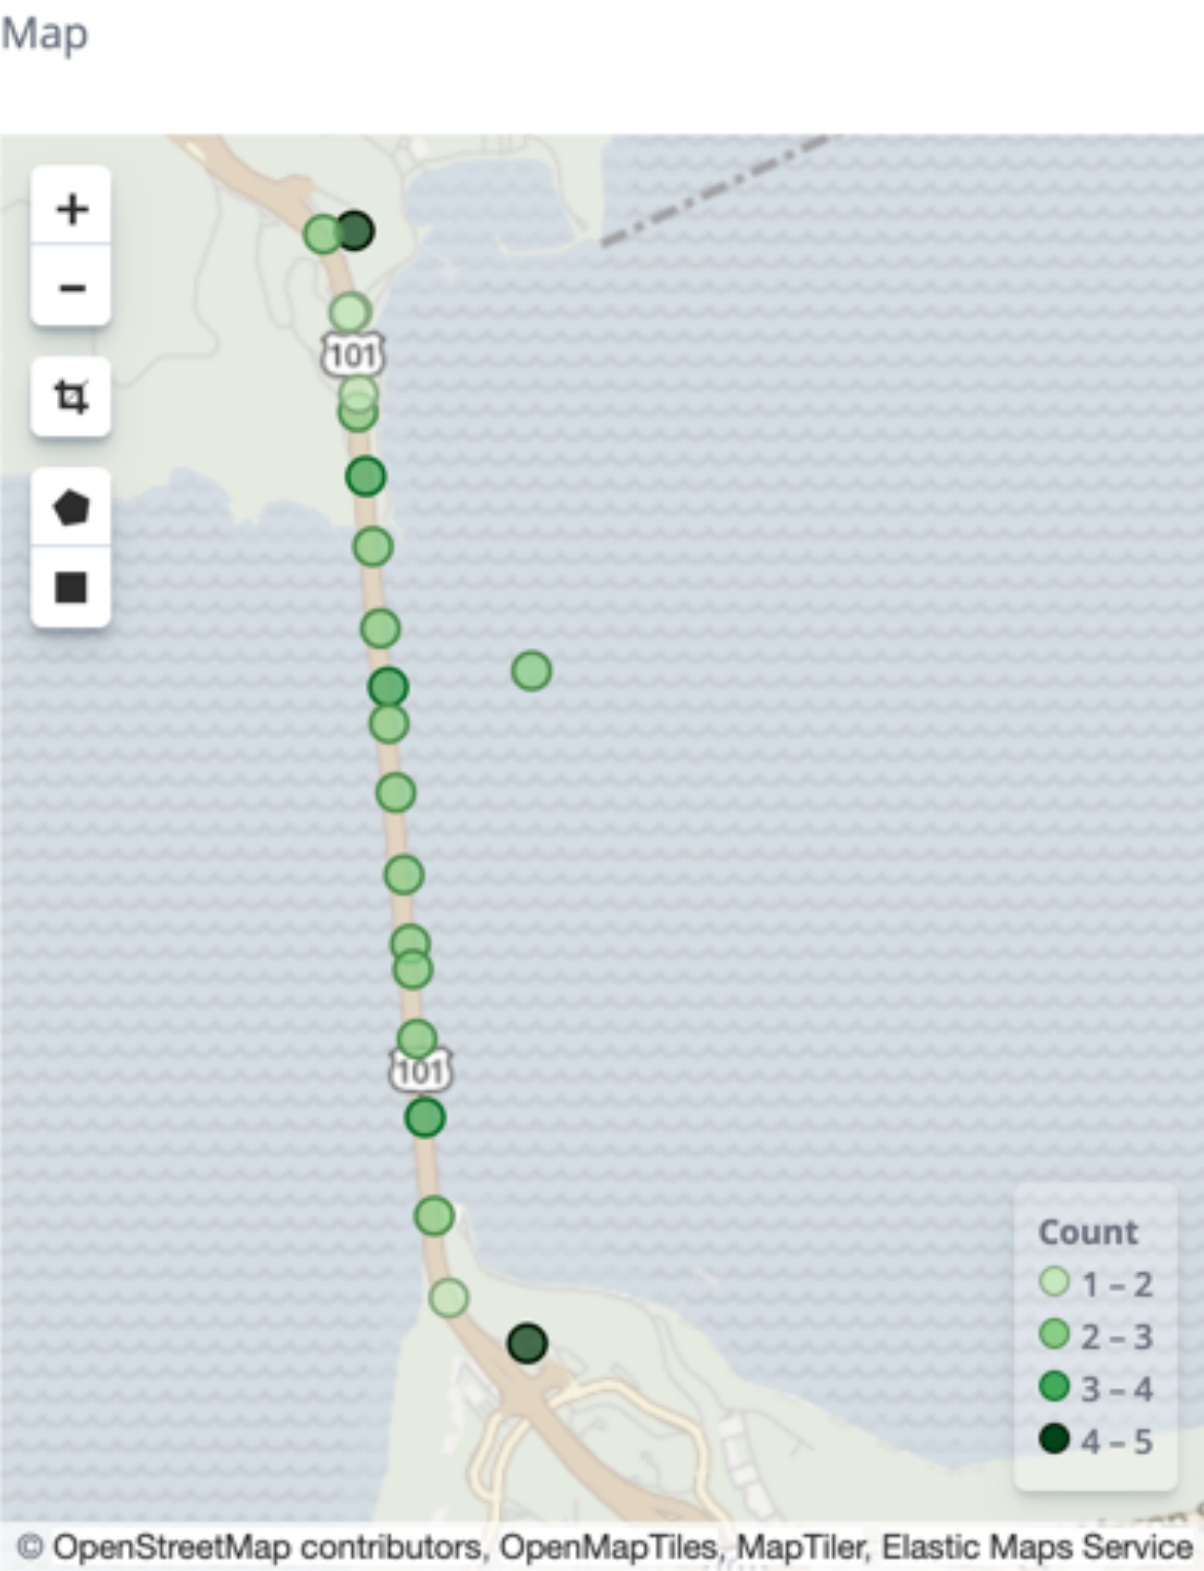 Map
+
−
101
101
Count
1 – 2
2 – 3
3 – 4
4 – 5
© OpenStreetMap contributors, OpenMapTiles, MapTiler, Elastic Maps Service